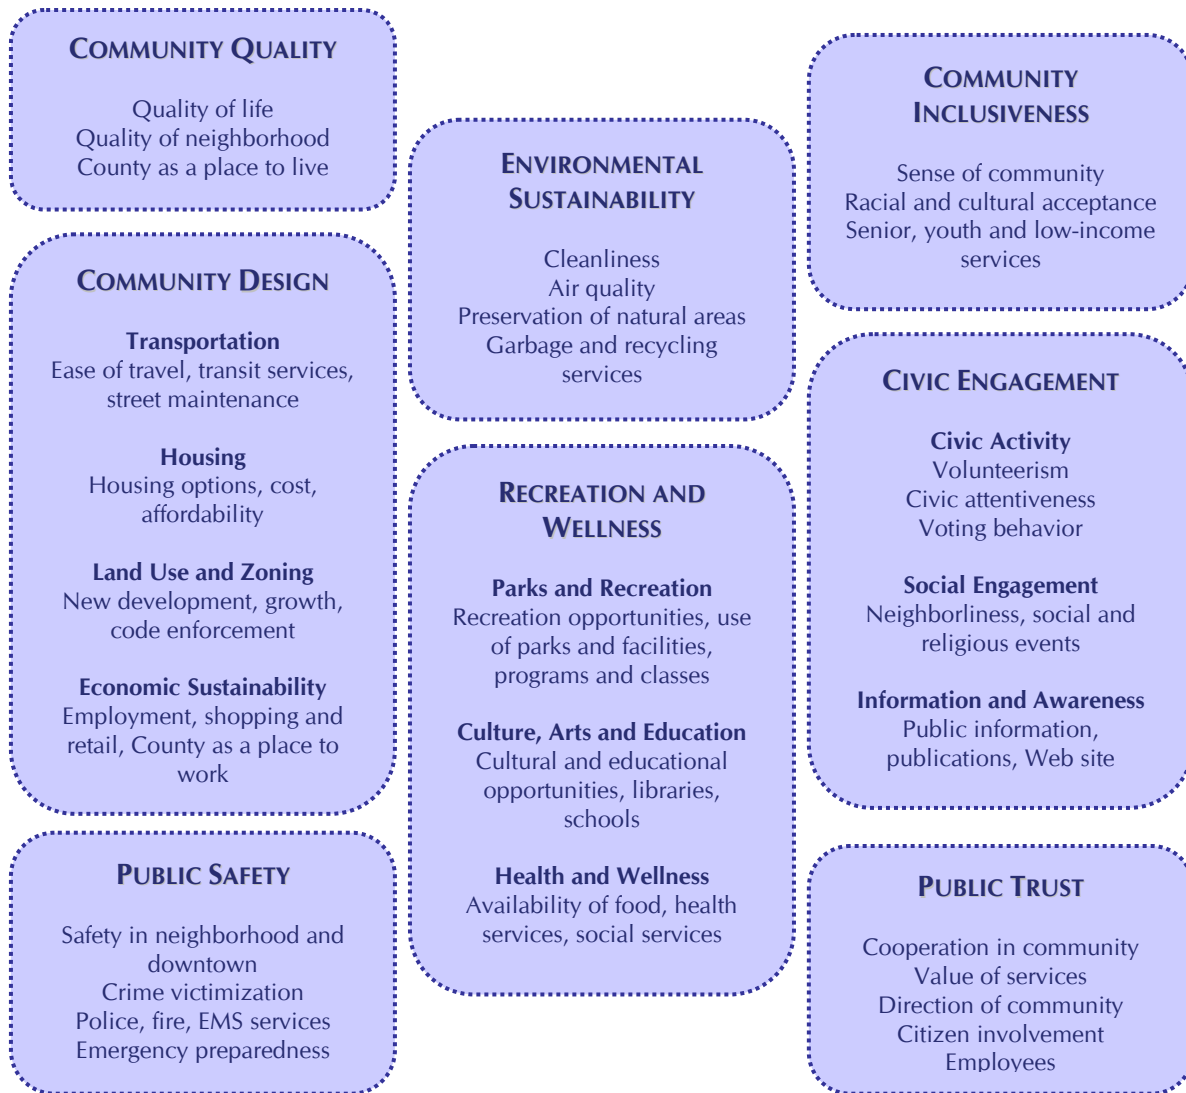 COMMUNITY QUALITY
Quality of life
Quality of neighborhood
County as a place to live
COMMUNITY DESIGN
Transportation
Ease of travel, transit services,
street maintenance
Housing
Housing options, cost,
affordability
Land Use and Zoning
New development, growth,
code enforcement
Economic Sustainability
Employment, shopping and
retail, County as a place to
work
PUBLIC SAFETY
Safety in neighborhood and
downtown
Crime victimization
Police, fire, EMS services
Emergency preparedness
ENVIRONMENTAL
SUSTAINABILITY
Cleanliness
Air quality
Preservation of natural areas
Garbage and recycling
services
RECREATION AND
WELLNESS
Parks and Recreation
Recreation opportunities, use
of parks and facilities,
programs and classes
Culture, Arts and Education
Cultural and educational
opportunities, libraries,
schools
Health and Wellness
Availability of food, health
services, social services
COMMUNITY
INCLUSIVENESS
Sense of community
Racial and cultural acceptance
Senior, youth and low-income
services
CIVIC ENGAGEMENT
Civic Activity
Volunteerism
Civic attentiveness
Voting behavior
Social Engagement
Neighborliness, social and
religious events
Information and Awareness
Public information,
publications, Web site
PUBLIC TRUST
Cooperation in community
Value of services
Direction of community
Citizen involvement
Employees